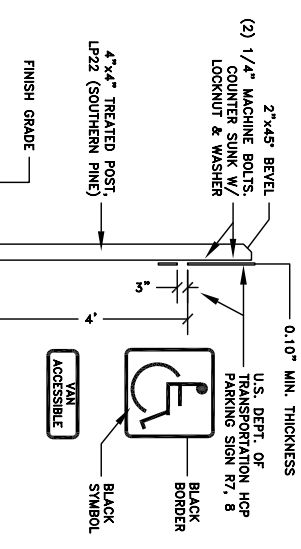 2"x45° BEVEL
(2) 1/4" MACHINE BOLTS.
COUNTER SUNK W/
LOCKNUT & WASHER
4"x4" TREATED POST,
LP22 (SOUTHERN PINE)
FINISH GRADE
0.10" MIN. THICKNESS
U.S. DEPT. OF
TRANSPORTATION HCP
PARKING SIGN R7, 8
3"
4'
BLACK
BORDER
BLACK
SYMBOL
VAN
ACCESSIBLE